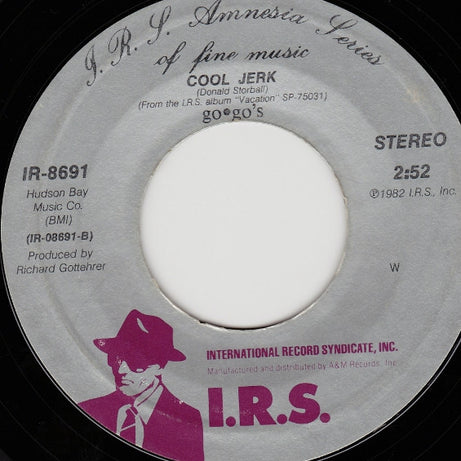 I.R.S. Amnesia Series
of fine music
COOL JERK
(Donald Storball)
(From the I.R.S. album "Vacation" SP-75031)
go•go's
STEREO
IR-8691
2:52
Hudson Bay
Music Co.
(BMI)
℗1982 I.R.S., Inc.
(IR-08691-B)
Produced by
Richard Gottehrer
W
INTERNATIONAL RECORD SYNDICATE, INC.
Manufactured and distributed by A&M Records, Inc.
I.R.S.